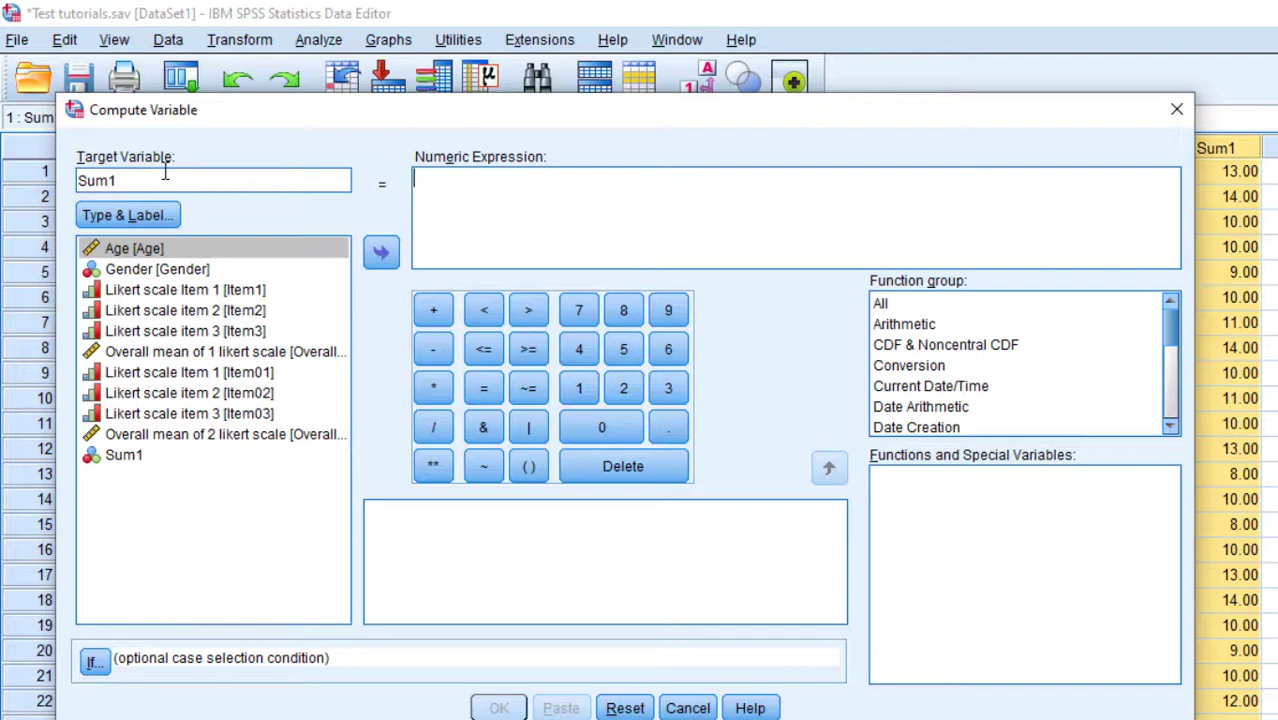 *Test tutorials.sav [DataSet1] - IBM SPSS Statistics Data Editor
File Edit View Data Transform Analyze Graphs Utilities Extensions Help Window Help
A
1
μ
1 : Sum
Compute Variable
Target Variable:
Sum1
=
Numeric Expression:
Type & Label...
Age [Age]
Gender [Gender]
Likert scale Item 1 [Item1]
Likert scale item 2 [Item2]
Likert scale item 3 [Item3]
Overall mean of 1 likert scale [Overall...
Likert scale Item 1 [Item01]
Likert scale item 2 [Item02]
Likert scale item 3 [Item03]
Overall mean of 2 likert scale [Overall...
Sum1
+ < > 7 8 9
- <= >= 4 5 6
* = ~= 1 2 3
/ & | 0 .
** ~ ( ) Delete
Function group:
All
Arithmetic
CDF & Noncentral CDF
Conversion
Current Date/Time
Date Arithmetic
Date Creation
Functions and Special Variables:
If... (optional case selection condition)
OK Paste Reset Cancel Help
Sum1
1 13.00
2 14.00
3 10.00
4 10.00
5 9.00
6 10.00
7 11.00
8 14.00
9 10.00
10 11.00
11 10.00
12 13.00
13 8.00
14 10.00
15 8.00
16 10.00
17 13.00
18 14.00
19 10.00
20 9.00
21 10.00
22 12.00